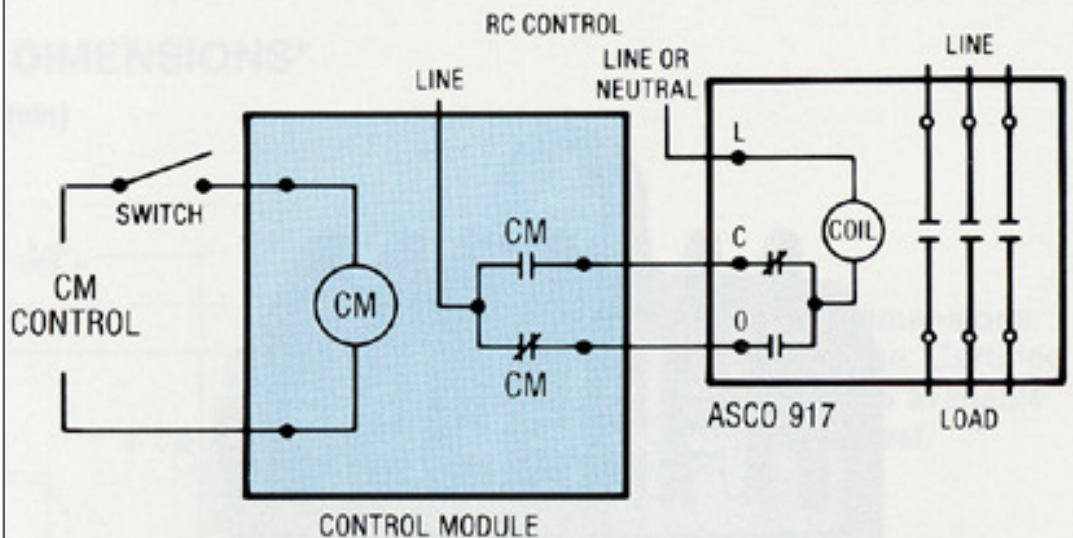 RC CONTROL
LINE
LINE OR
NEUTRAL
LINE
L
SWITCH
CM
C
COIL
CM
CONTROL
CM
O
CM
ASCO 917
LOAD
CONTROL MODULE
DIMENSIONS*